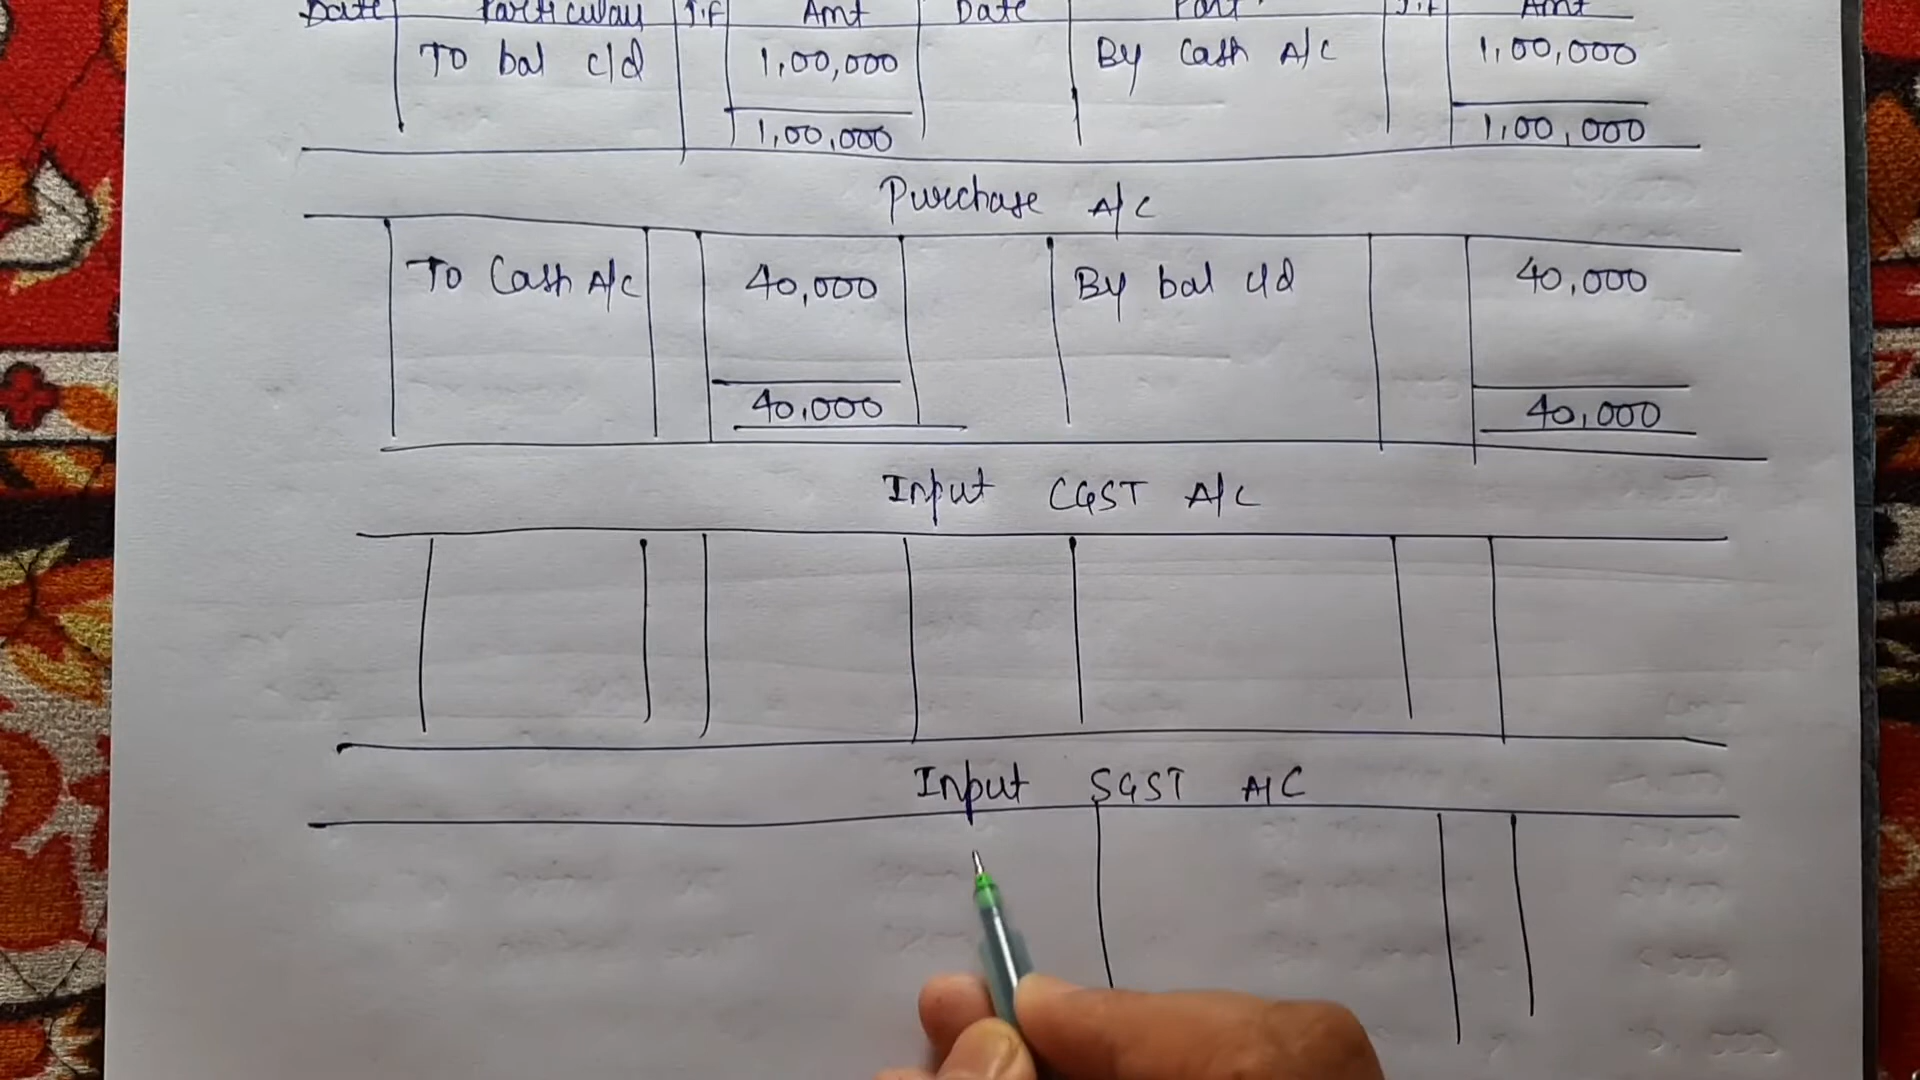 Date Particulars J.F Amt Date Part. J.F Amt
To bal c/d 1,00,000 By Cash A/C 1,00,000
1,00,000 1,00,000
Purchase A/C
To Cash A/C 40,000 By bal c/d 40,000
40,000 40,000
Input CGST A/C
Input SGST A/C